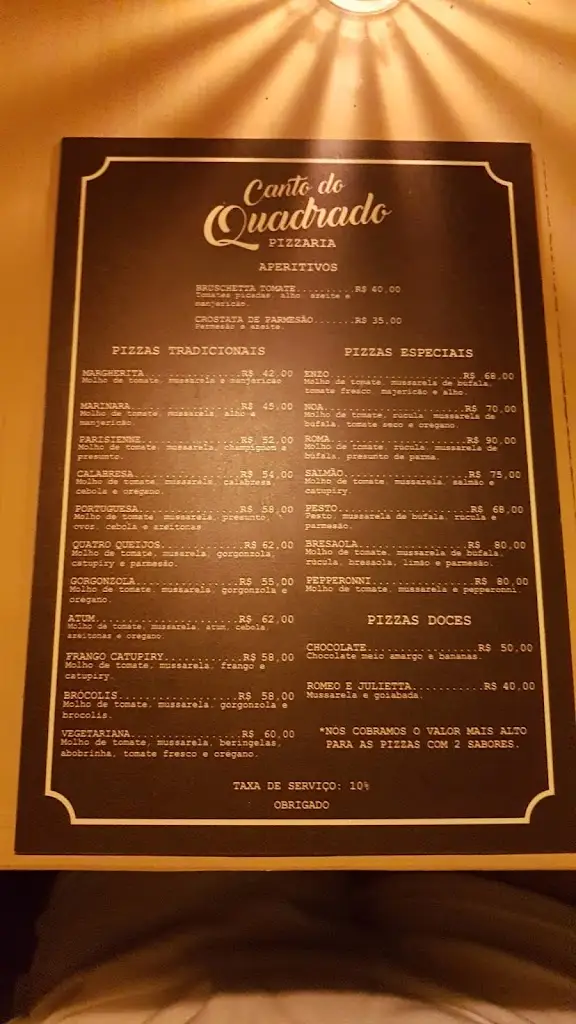 Canto do
Quadrado
PIZZARIA
APERITIVOS
BRUSCHETTA TOMATE..........R$ 40,00
Tomates picadas, alho, azeite e
manjericão.
CROSTATA DE PARMESÃO.......R$ 35,00
Parmesão e azeite.
PIZZAS TRADICIONAIS
MARGHERITA.................R$ 42,00
Molho de tomate, mussarela e manjericão
MARINARA...................R$ 45,00
Molho de tomate, mussarela, alho e
manjericão.
PARISIENNE.................R$ 52,00
Molho de tomate, mussarela, champignon e
presunto.
CALABRESA..................R$ 54,00
Molho de tomate, mussarela, calabresa,
cebola e orégano.
PORTUGUESA.................R$ 58,00
Molho de tomate, mussarela, presunto,
ovos, cebola e azeitonas
QUATRO QUEIJOS.............R$ 62,00
Molho de tomate, mussarela, gorgonzola,
catupiry e parmesão.
GORGONZOLA.................R$ 55,00
Molho de tomate, mussarela, gorgonzola e
orégano.
ATUM.......................R$ 62,00
Molho de tomate, mussarela, atum, cebola,
azeitonas e orégano.
FRANGO CATUPIRY............R$ 58,00
Molho de tomate, mussarela, frango e
catupiry.
BRÓCOLIS...................R$ 58,00
Molho de tomate, mussarela, gorgonzola e
brócolis.
VEGETARIANA................R$ 60,00
Molho de tomate, mussarela, beringelas,
abobrinha, tomate fresco e orégano.
PIZZAS ESPECIAIS
ENZO.......................R$ 68,00
Molho de tomate, mussarela de bufala,
tomate fresco, majericão e alho.
NOA........................R$ 70,00
Molho de tomate, rúcula, mussarela de
búfala, tomate seco e orégano.
ROMA.......................R$ 90,00
Molho de tomate, rúcula, mussarela de
búfala, presunto de parma.
SALMÃO.....................R$ 75,00
Molho de tomate, mussarela, salmão e
catupiry.
PESTO......................R$ 68,00
Pesto, mussarela de bufala, rúcula e
parmesão.
BRESAOLA...................R$ 80,00
Molho de tomate, mussarela de búfala,
rúcula, bresaola, limão e parmesão.
PEPPERONNI.................R$ 80,00
Molho de tomate, mussarela e pepperonni.
PIZZAS DOCES
CHOCOLATE..................R$ 50,00
Chocolate meio amargo e bananas.
ROMEO E JULIETTA...........R$ 40,00
Mussarela e goiabada.
*NÓS COBRAMOS O VALOR MAIS ALTO
PARA AS PIZZAS COM 2 SABORES.
TAXA DE SERVIÇO: 10%
OBRIGADO